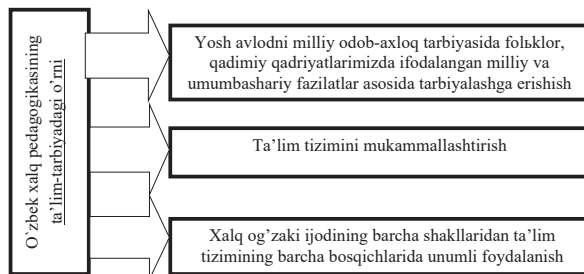 O`zbek xalq pedagogikasining
ta'lim-tarbiyadagi o'rni
Yosh avlodni milliy odob-axloq tarbiyasida folьklor,
qadimiy qadriyatlarimizda ifodalangan milliy va
umumbashariy fazilatlar asosida tarbiyalashga erishish
Ta'lim tizimini mukammallashtirish
Xalq og'zaki ijodining barcha shakllaridan ta'lim
tizimining barcha bosqichlarida unumli foydalanish